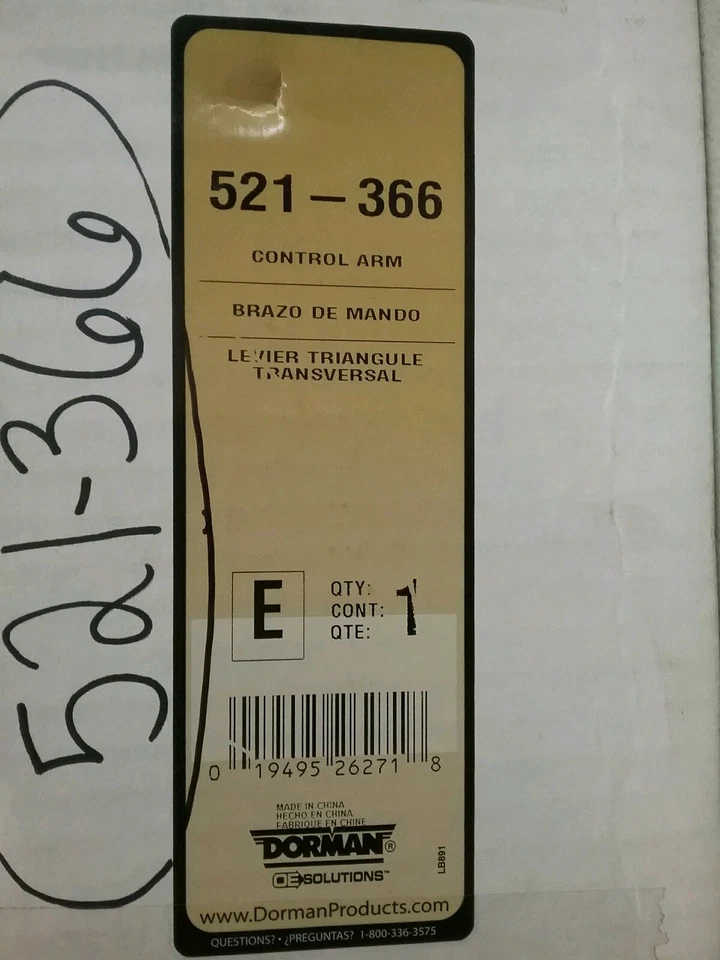 521-366
521 – 366
CONTROL ARM
BRAZO DE MANDO
LEVIER TRIANGULE
TRANSVERSAL
E
QTY:
CONT: 1
QTE:
0 19495 26271 8
MADE IN CHINA
HECHO EN CHINA
FABRIQUE EN CHINE
DORMAN®
OE SOLUTIONS™
LB891
www.DormanProducts.com
QUESTIONS? • ¿PREGUNTAS? 1-800-336-3575